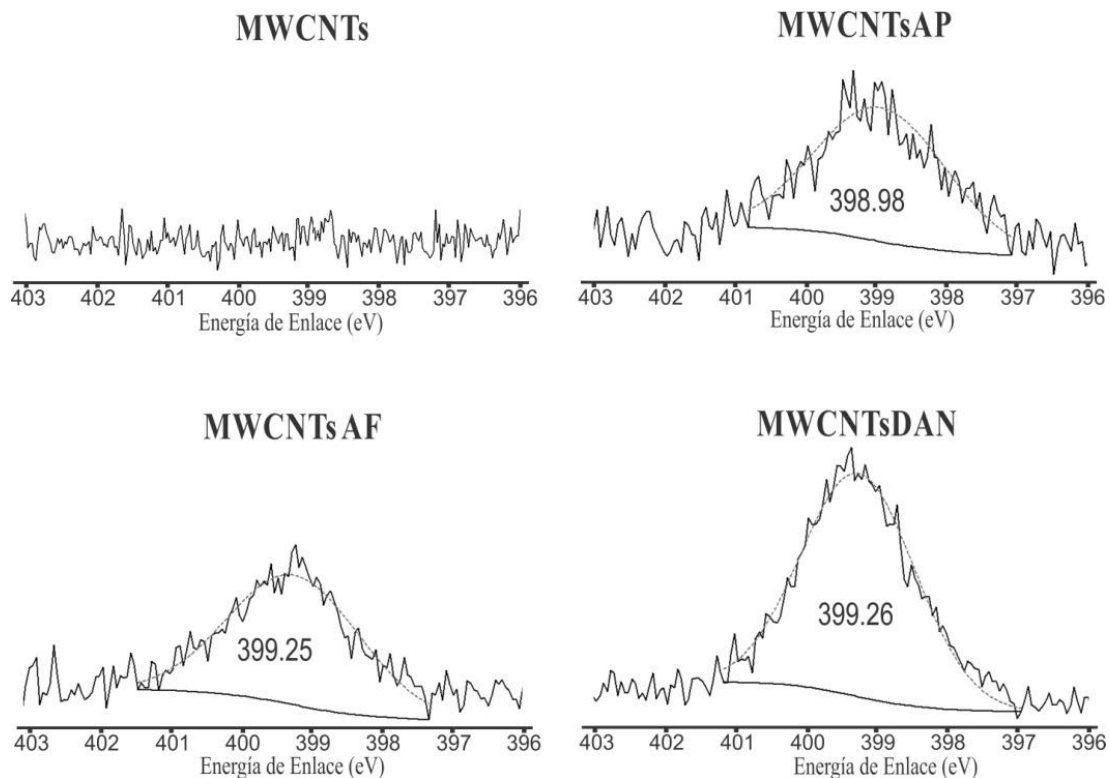 MWCNTs
403 402 401 400 399 398 397 396
Energía de Enlace (eV)
MWCNTsAP
398.98
403 402 401 400 399 398 397 396
Energía de Enlace (eV)
MWCNTs AF
399.25
403 402 401 400 399 398 397 396
Energía de Enlace (eV)
MWCNTsDAN
399.26
403 402 401 400 399 398 397 396
Energía de Enlace (eV)